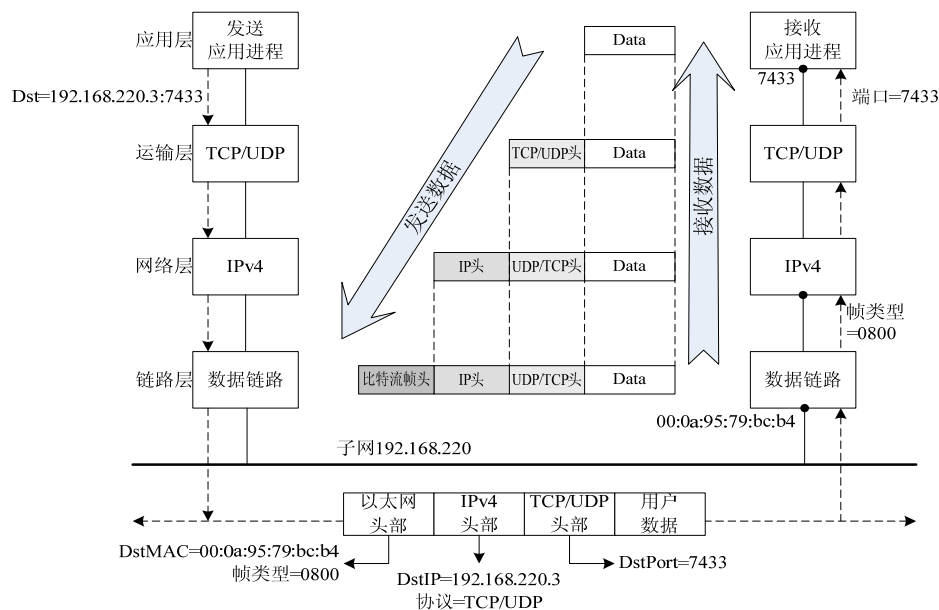 应用层
发送
应用进程
Data
接收
应用进程
7433
Dst=192.168.220.3:7433
端口=7433
运输层
TCP/UDP
TCP/UDP头
Data
TCP/UDP
发送数据
接收数据
网络层
IPv4
IP头
UDP/TCP头
Data
IPv4
帧类型
=0800
链路层
数据链路
比特流帧头
IP头
UDP/TCP头
Data
数据链路
00:0a:95:79:bc:b4
子网192.168.220
以太网
头部
IPv4
头部
TCP/UDP
头部
用户
数据
DstMAC=00:0a:95:79:bc:b4
帧类型=0800
DstIP=192.168.220.3
协议=TCP/UDP
DstPort=7433